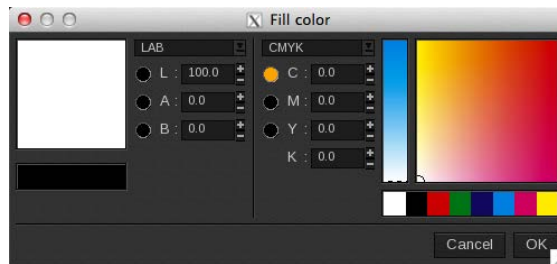 Fill color
LAB CMYK
L : 100.0 C : 0.0
A : 0.0 M : 0.0
B : 0.0 Y : 0.0
K : 0.0
Cancel OK